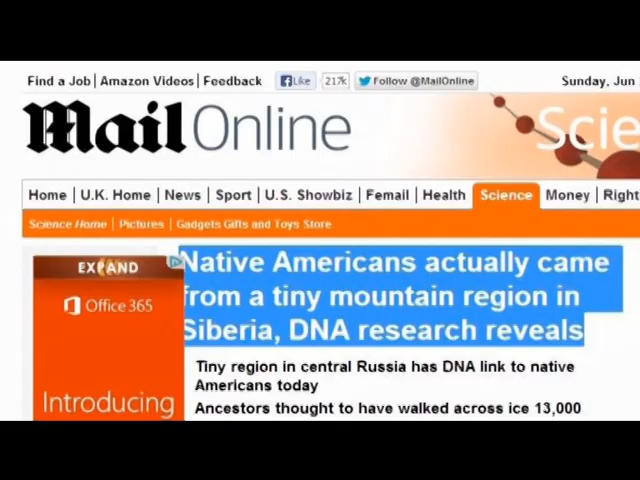 Find a Job | Amazon Videos | Feedback Like 217k Follow @MailOnline Sunday, Jun
Mail Online Scie
Home U.K. Home News Sport U.S. Showbiz Femail Health Science Money Right
Science Home Pictures Gadgets Gifts and Toys Store
EXPAND
Office 365
Introducing
Native Americans actually came
from a tiny mountain region in
Siberia, DNA research reveals
Tiny region in central Russia has DNA link to native
Americans today
Ancestors thought to have walked across ice 13,000